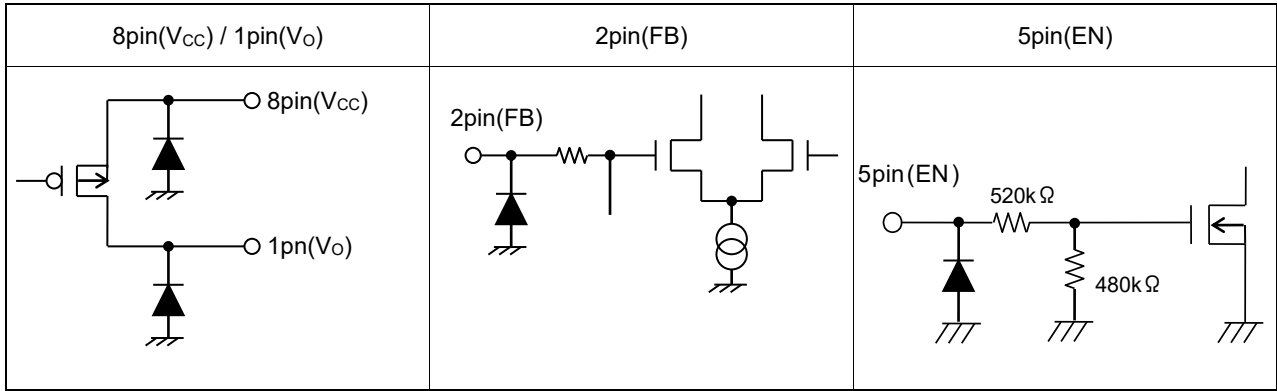 8pin(VCC) / 1pin(VO)
2pin(FB)
5pin(EN)
8pin(VCC)
1pn(VO)
2pin(FB)
5pin(EN)
520kΩ
480kΩ